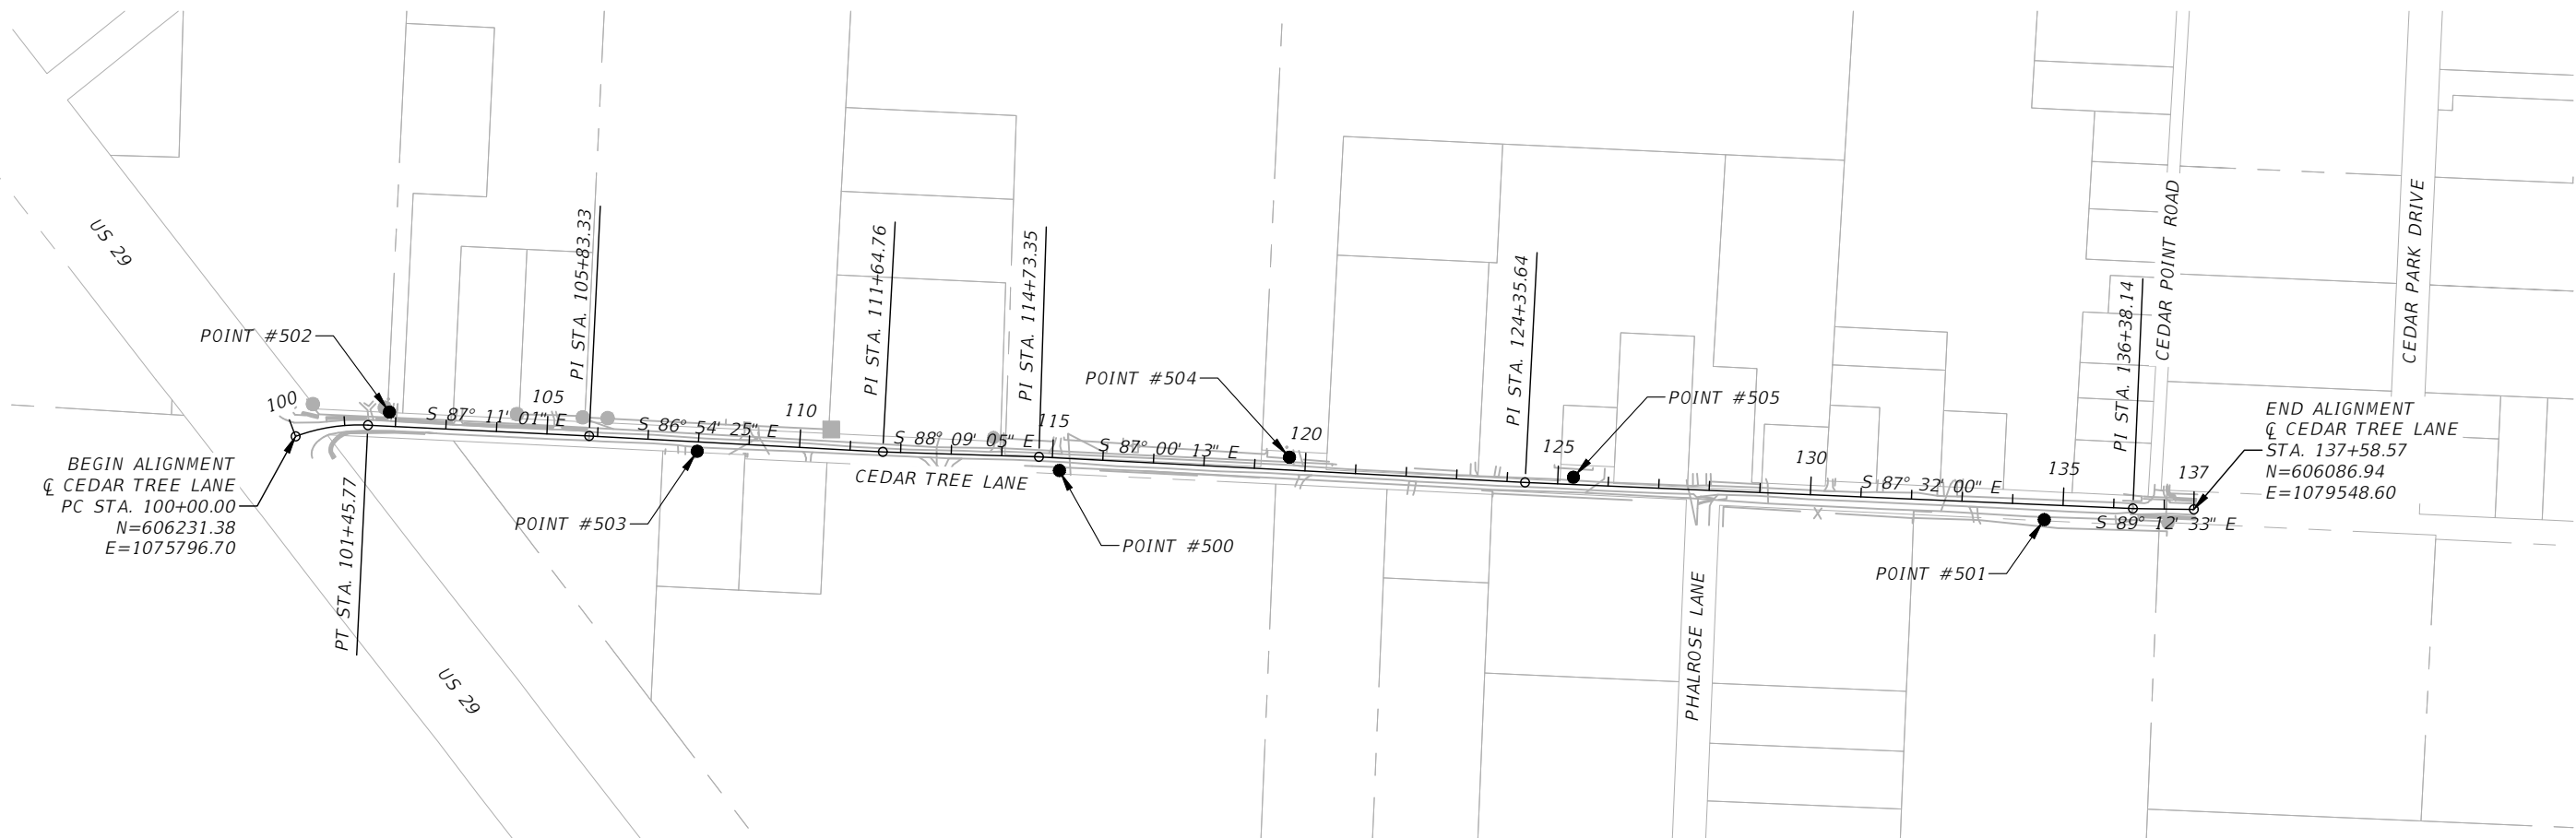 US 29
POINT #502
100
BEGIN ALIGNMENT
℄ CEDAR TREE LANE
PC STA. 100+00.00
N=606231.38
E=1075796.70
PT STA. 101+45.77
US 29
S 87° 11' 01" E
105
PI STA. 105+83.33
S 86° 54' 25" E
POINT #503
110
PI STA. 111+64.76
S 88° 09' 05" E
CEDAR TREE LANE
PI STA. 114+73.35
115
S 87° 00' 13" E
POINT #500
POINT #504
120
PI STA. 124+35.64
125
POINT #505
PHALROSE LANE
130
S 87° 32' 00" E
POINT #501
135
PI STA. 136+38.14
CEDAR POINT ROAD
137
S 89° 12' 33" E
END ALIGNMENT
℄ CEDAR TREE LANE
STA. 137+58.57
N=606086.94
E=1079548.60
CEDAR PARK DRIVE